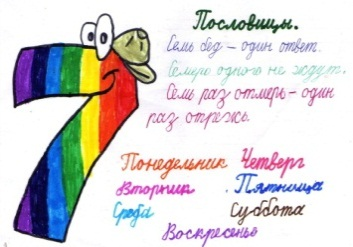 Пословицы.
Семь бед – один ответ.
Семеро одного не ждут.
Семь раз отмерь – один
раз отрежь.
Понедельник Четверг
Вторник Пятница
Среда Суббота
Воскресенье